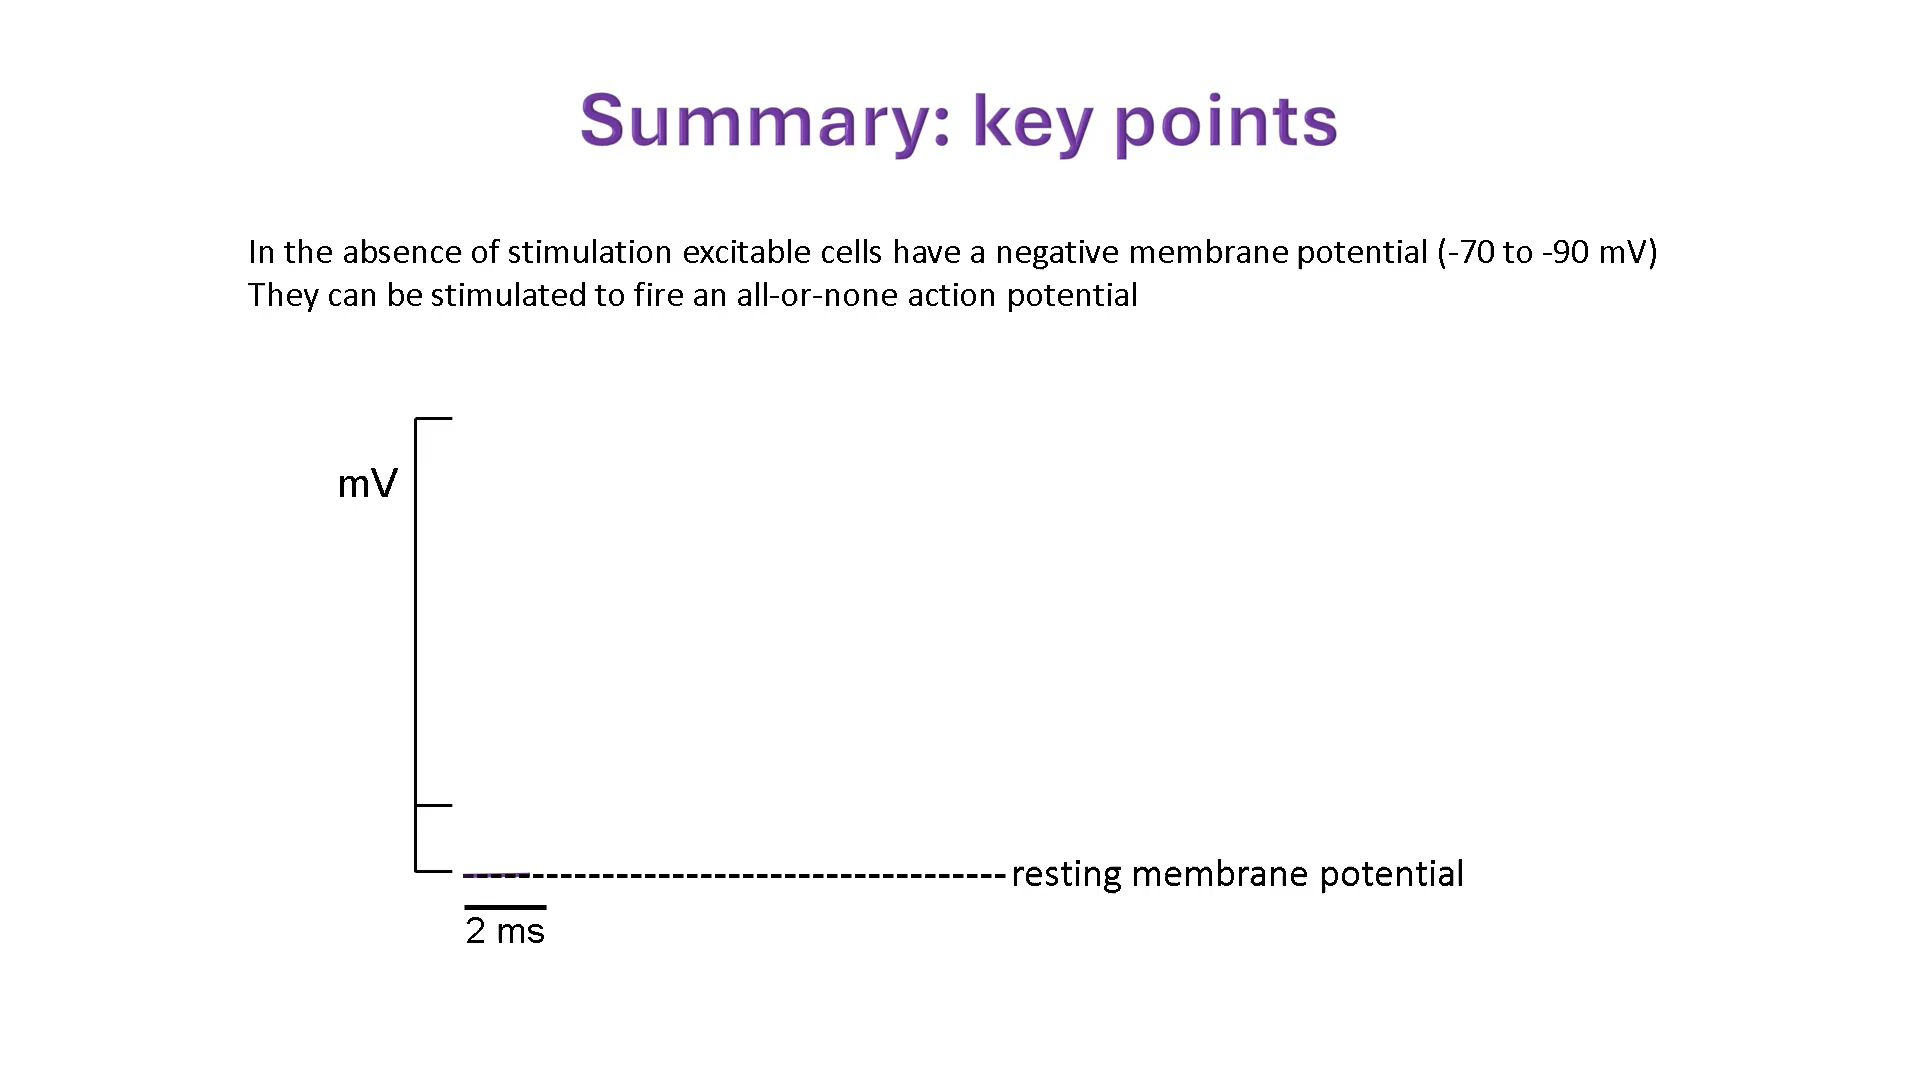 Summary: key points
In the absence of stimulation excitable cells have a negative membrane potential (-70 to -90 mV)
They can be stimulated to fire an all-or-none action potential
mV
resting membrane potential
2 ms